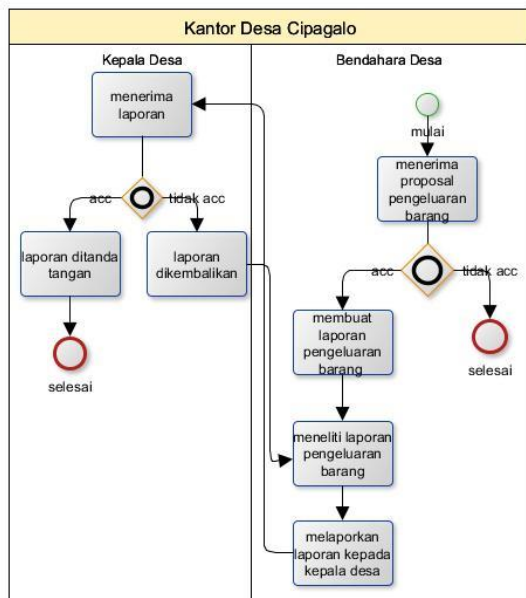 Kantor Desa Cipagalo
Kepala Desa
menerima
laporan
acc
tidak acc
laporan ditanda
tangan
laporan
dikembalikan
selesai
Bendahara Desa
mulai
menerima
proposal
pengeluaran
barang
acc
tidak acc
membuat
laporan
pengeluaran
barang
selesai
meneliti laporan
pengeluaran
barang
melaporkan
laporan kepada
kepala desa